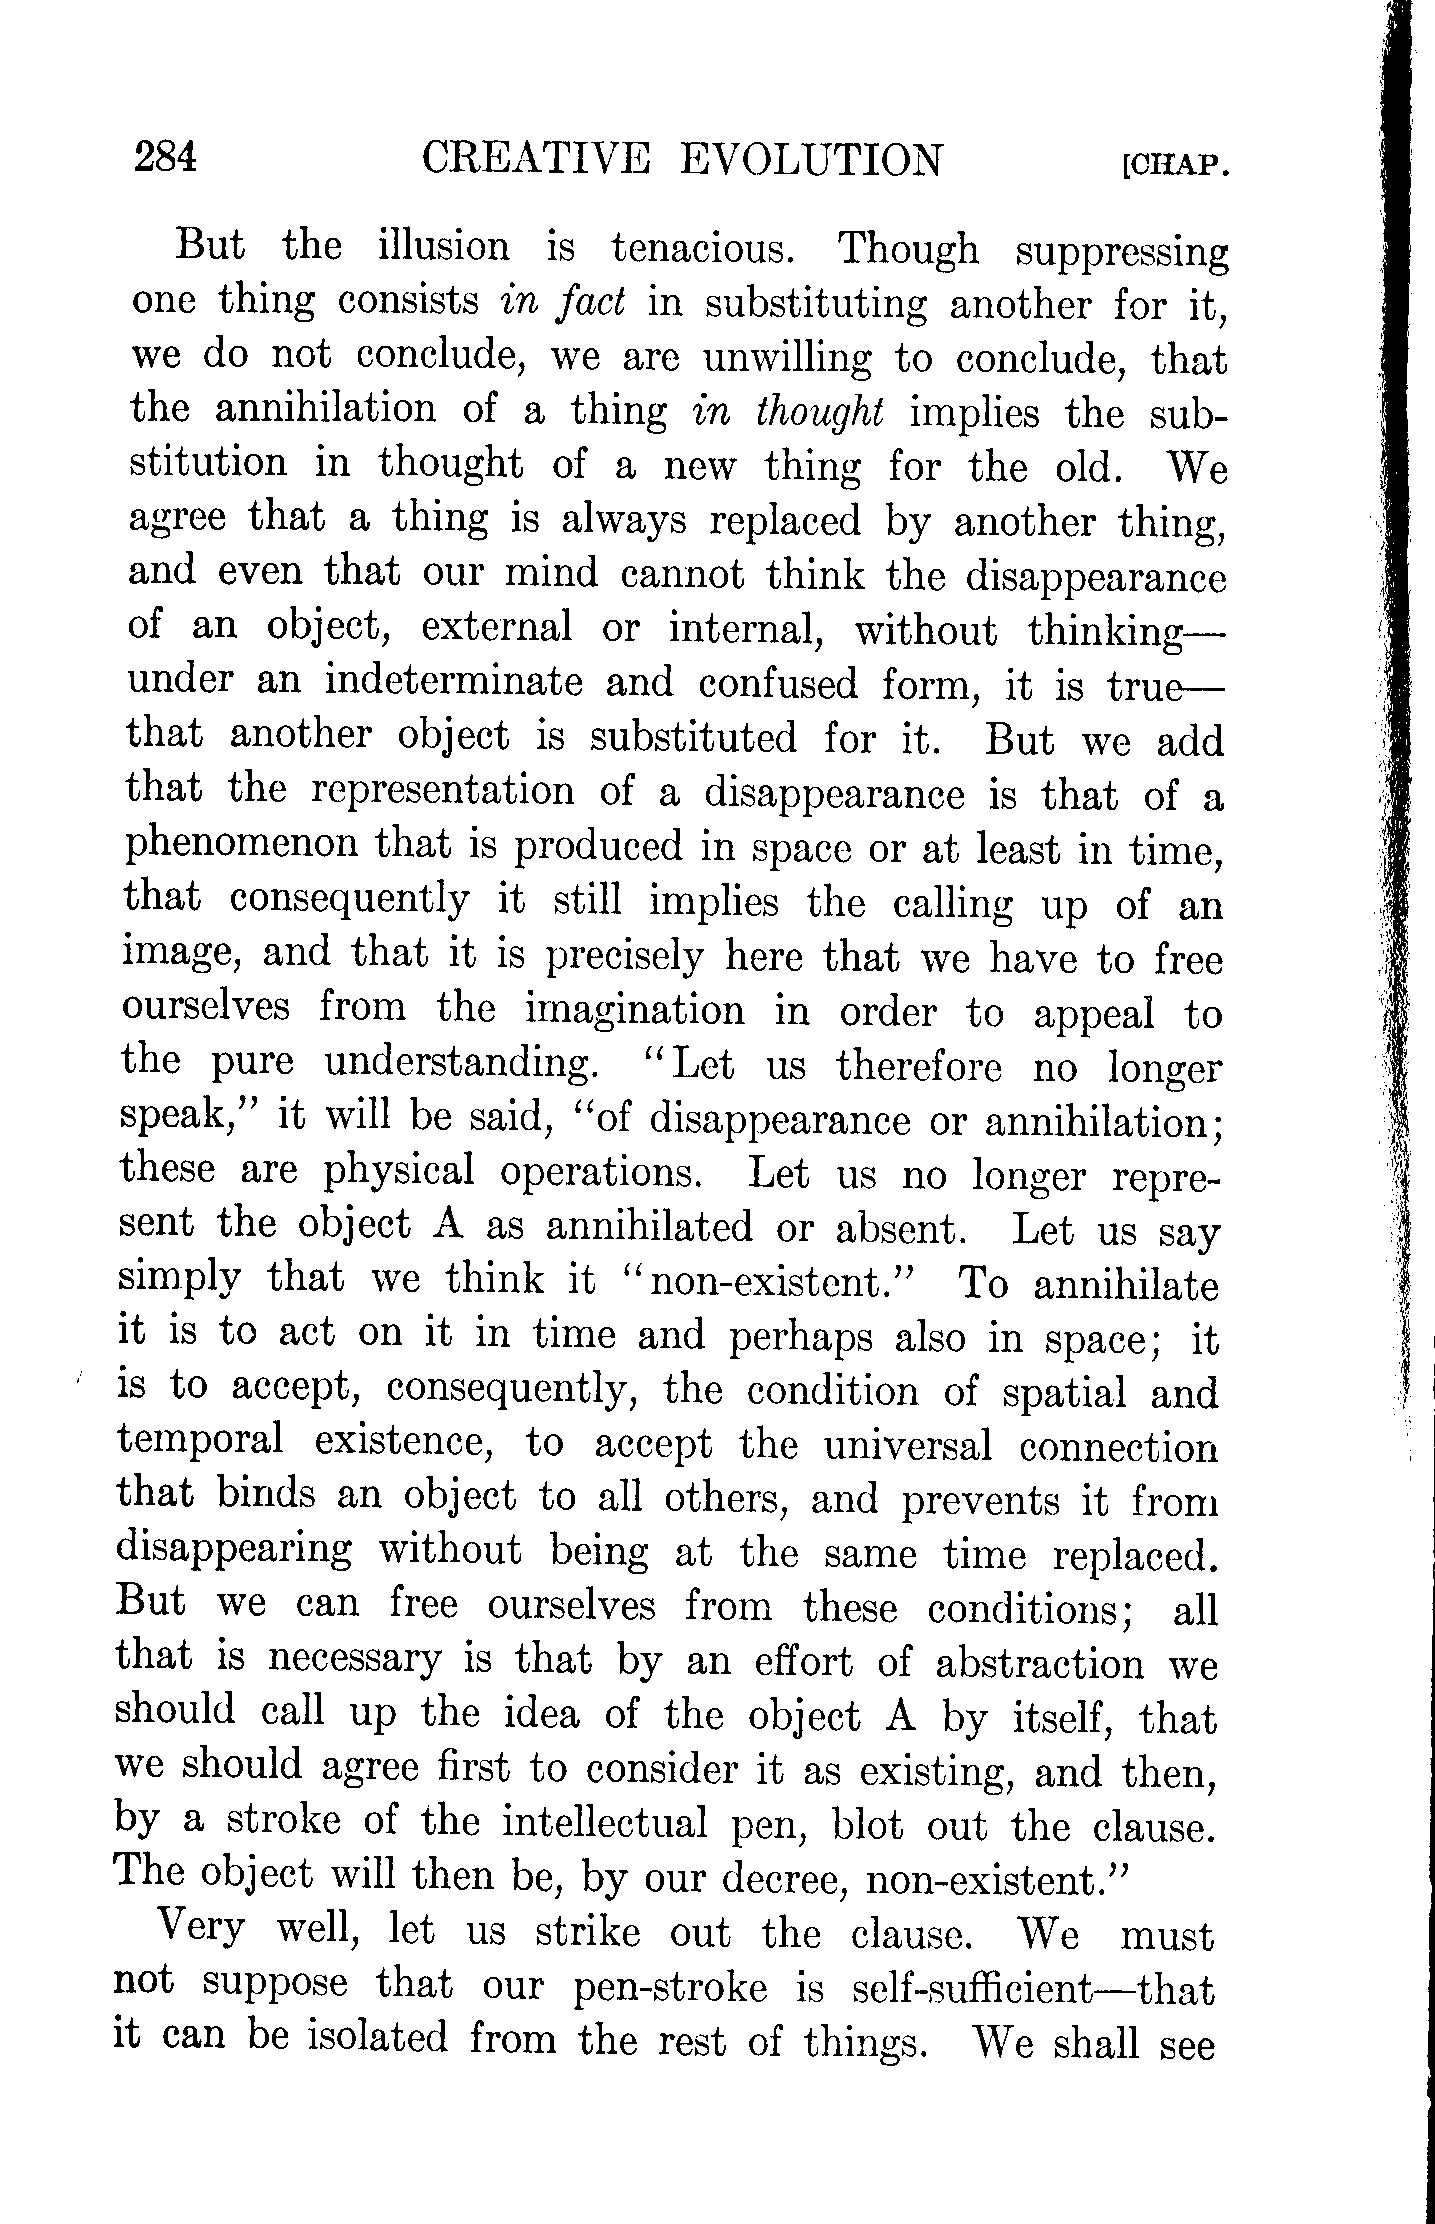 284 CREATIVE EVOLUTION [CHAP.
But the illusion is tenacious. Though suppressing
one thing consists in fact in substituting another for it,
we do not conclude, we are unwilling to conclude, that
the annihilation of a thing in thought implies the sub-
stitution in thought of a new thing for the old. We
agree that a thing is always replaced by another thing,
and even that our mind cannot think the disappearance
of an object, external or internal, without thinking—
under an indeterminate and confused form, it is true—
that another object is substituted for it. But we add
that the representation of a disappearance is that of a
phenomenon that is produced in space or at least in time,
that consequently it still implies the calling up of an
image, and that it is precisely here that we have to free
ourselves from the imagination in order to appeal to
the pure understanding. "Let us therefore no longer
speak," it will be said, "of disappearance or annihilation;
these are physical operations. Let us no longer repre-
sent the object A as annihilated or absent. Let us say
simply that we think it "non-existent." To annihilate
it is to act on it in time and perhaps also in space; it
is to accept, consequently, the condition of spatial and
temporal existence, to accept the universal connection
that binds an object to all others, and prevents it from
disappearing without being at the same time replaced.
But we can free ourselves from these conditions; all
that is necessary is that by an effort of abstraction we
should call up the idea of the object A by itself, that
we should agree first to consider it as existing, and then,
by a stroke of the intellectual pen, blot out the clause.
The object will then be, by our decree, non-existent."
Very well, let us strike out the clause. We must
not suppose that our pen-stroke is self-sufficient—that
it can be isolated from the rest of things. We shall see